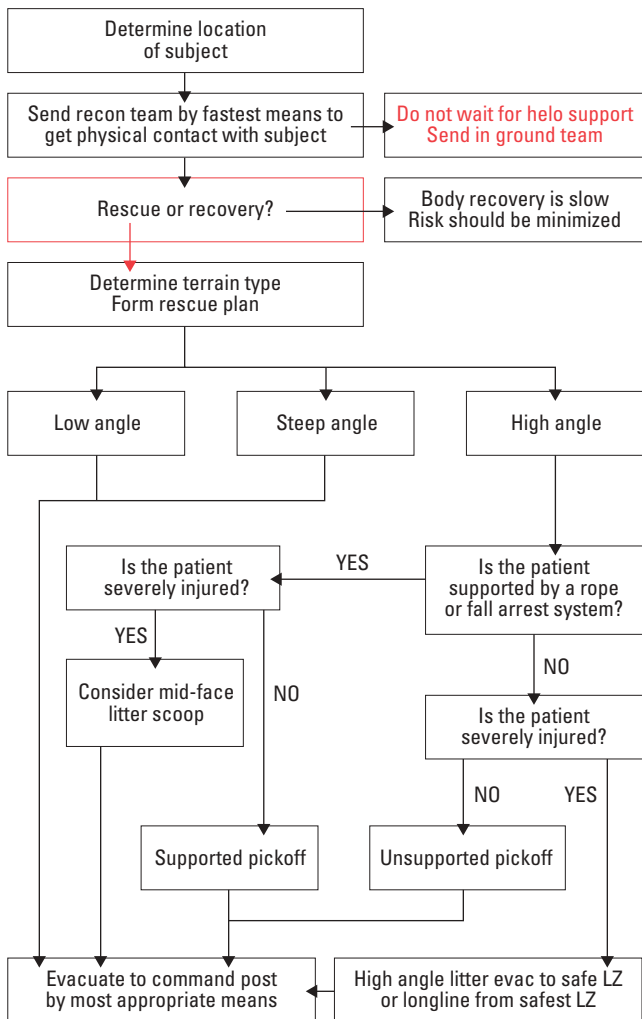 Determine location
of subject
Send recon team by fastest means to
get physical contact with subject
Do not wait for helo support
Send in ground team
Rescue or recovery?
Body recovery is slow
Risk should be minimized
Determine terrain type
Form rescue plan
Low angle
Steep angle
High angle
Is the patient
severely injured?
YES
Is the patient
supported by a rope
or fall arrest system?
YES
NO
NO
Consider mid-face
litter scoop
Is the patient
severely injured?
NO
YES
Supported pickoff
Unsupported pickoff
Evacuate to command post
by most appropriate means
High angle litter evac to safe LZ
or longline from safest LZ